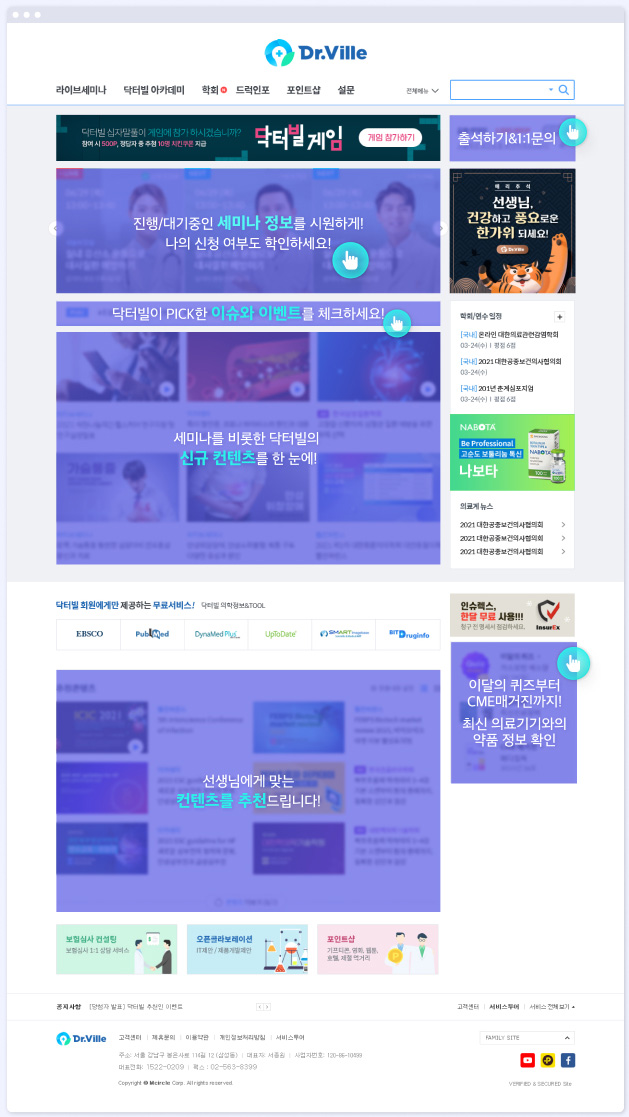 Dr.Ville
라이브세미나 닥터빌 아카데미 학회 드럭인포 포인트샵 설문
전체메뉴
닥터빌 십자말풀이 게임에 참가 하시겠습니까?
참여 시 500P, 정답자 중 추첨 10명 치킨쿠폰 지급
닥터빌게임
게임 참가하기
출석하기&1:1문의
진행/대기중인 세미나 정보를 시원하게!
나의 신청 여부도 확인하세요!
해피추석
선생님,
건강하고 풍요로운
한가위 되세요!
Dr.Ville
닥터빌이 PICK한 이슈와 이벤트를 체크하세요!
세미나를 비롯한 닥터빌의
신규 컨텐츠를 한 눈에!
학회/연수 일정
[국내] 온라인 대한의료관련감염학회
03-24(수) | 평점 6점
[국내] 2021 대한공중보건의사협의회
03-24(수)
[국내] 201년 춘계심포지엄
03-24(수) | 평점 6점
NABOTA
Be Professional
고순도 보툴리눔 톡신
나보타
NABOTA
100
의료계 뉴스
2021 대한공중보건의사협의회
2021 대한공중보건의사협의회
2021 대한공중보건의사협의회
닥터빌 회원에게만 제공하는 무료서비스! 닥터빌 의학정보&TOOL
EBSCO
PubMed
DynaMed Plus
UpToDate
SMART
BIT Druginfo
인슈렉스,
한달 무료 사용!!!
청구 전 명세서 점검하세요.
InsurEx
이달의 퀴즈부터
CME매거진까지!
최신 의료기기와의
약품 정보 확인
선생님에게 맞는
컨텐츠를 추천드립니다!
보험심사 컨설팅
보험심사 1:1 상담 서비스
오픈콜라보레이션
IT제안 / 제품개발제안
포인트샵
기프티콘, 영화, 웹툰,
호텔, 제철 먹거리
공지사항 [당첨자 발표] 닥터빌 추천인 이벤트
고객센터 | 서비스투어 | 서비스 전체 보기
Dr.Ville
고객센터 | 제휴문의 | 이용약관 | 개인정보처리방침 | 서비스투어
주소: 서울 강남구 봉은사로 114길 12 (삼성동) | 대표자: 서종원 | 사업자번호: 120-86-10499
대표전화: 1522-0209 | 팩스 : 02-563-8399
Copyright © Mcircle Corp. All rights reserved.
FAMILY SITE
VERIFIED & SECURED Site